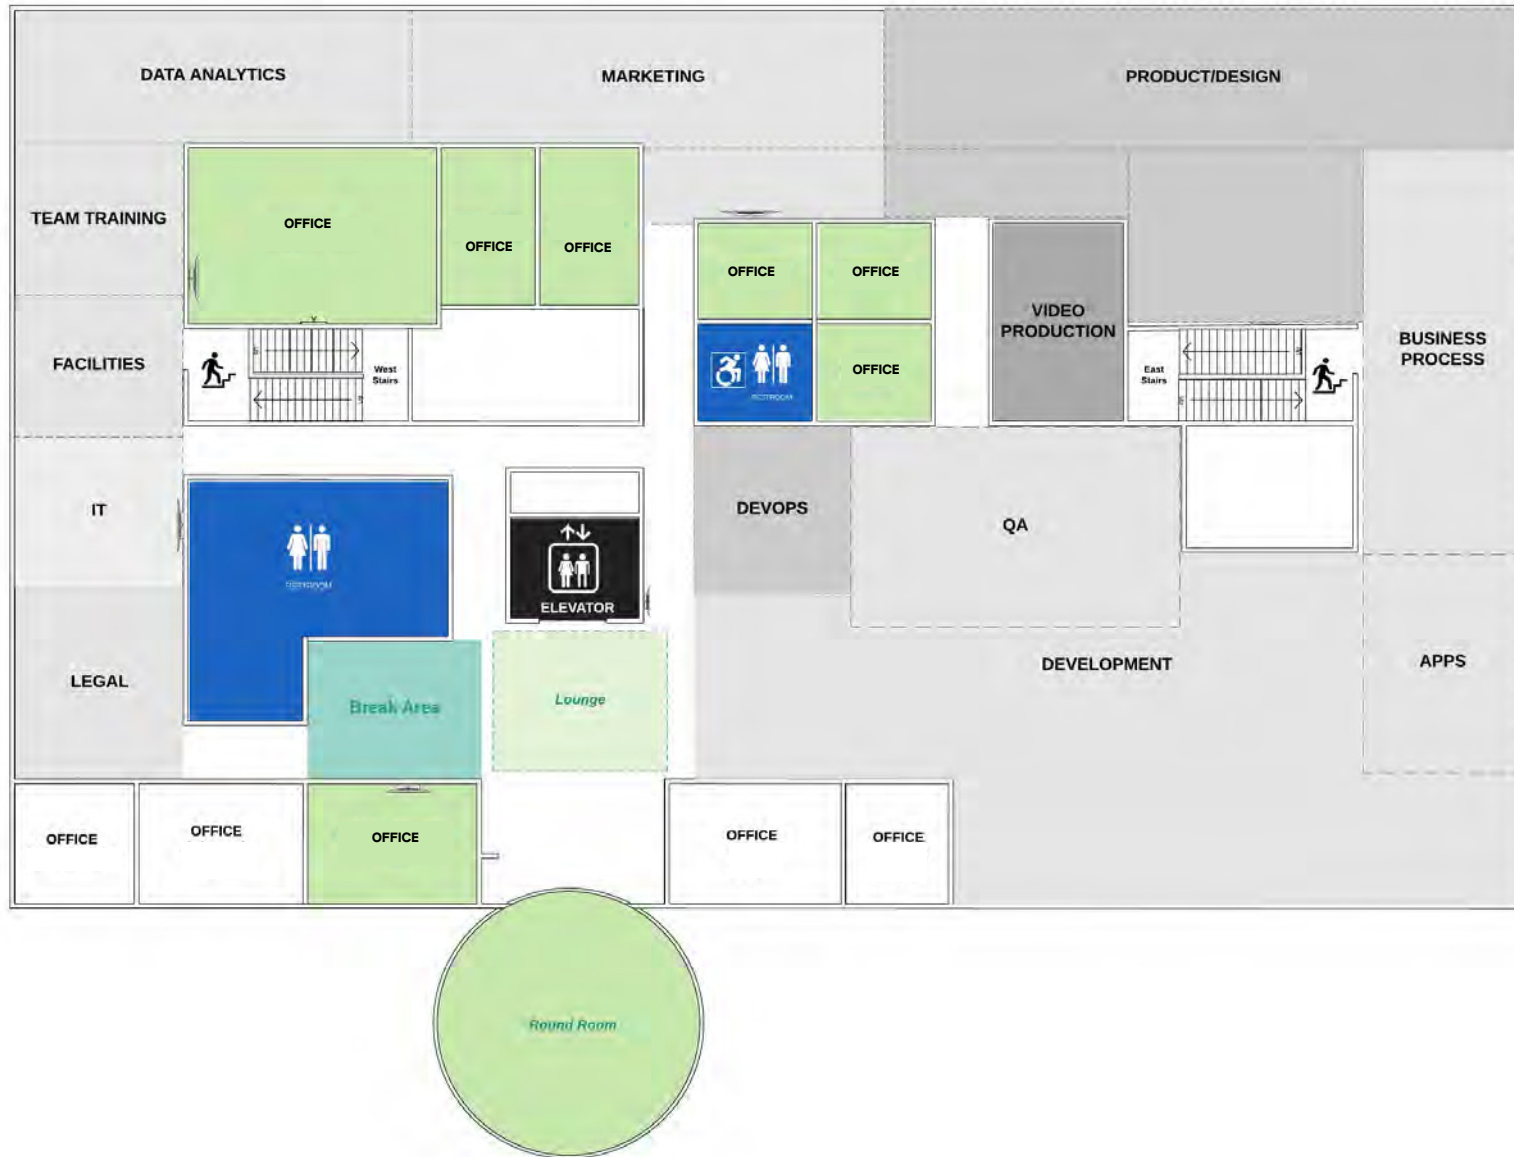 DATA ANALYTICS
MARKETING
PRODUCT/DESIGN
TEAM TRAINING
OFFICE
OFFICE
OFFICE
OFFICE
OFFICE
VIDEO
PRODUCTION
BUSINESS
PROCESS
FACILITIES
West
Stairs
RESTROOM
OFFICE
East
Stairs
IT
RESTROOM
ELEVATOR
DEVOPS
QA
LEGAL
Break Area
Lounge
DEVELOPMENT
APPS
OFFICE
OFFICE
OFFICE
OFFICE
OFFICE
Round Room